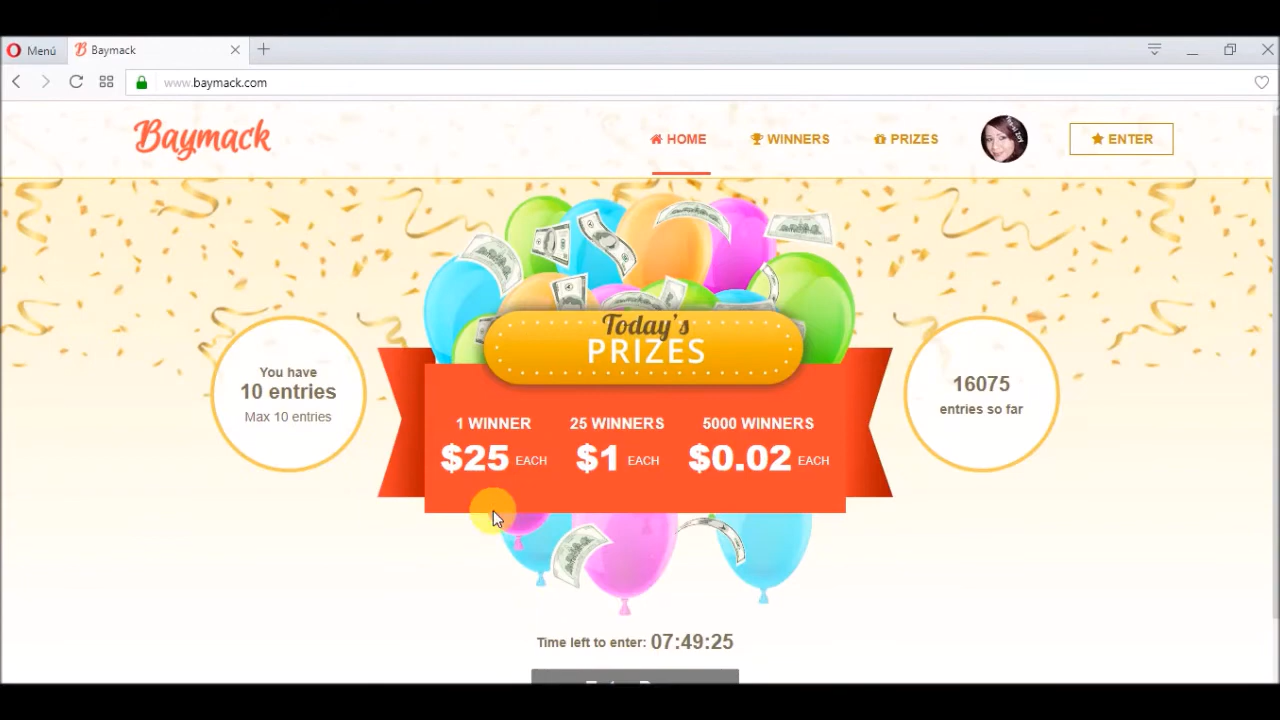 Menú
Baymack
www.baymack.com
Baymack
HOME
WINNERS
PRIZES
ENTER
Today's
PRIZES
You have
10 entries
Max 10 entries
1 WINNER
$25 EACH
25 WINNERS
$1 EACH
5000 WINNERS
$0.02 EACH
16075
entries so far
Time left to enter: 07:49:25